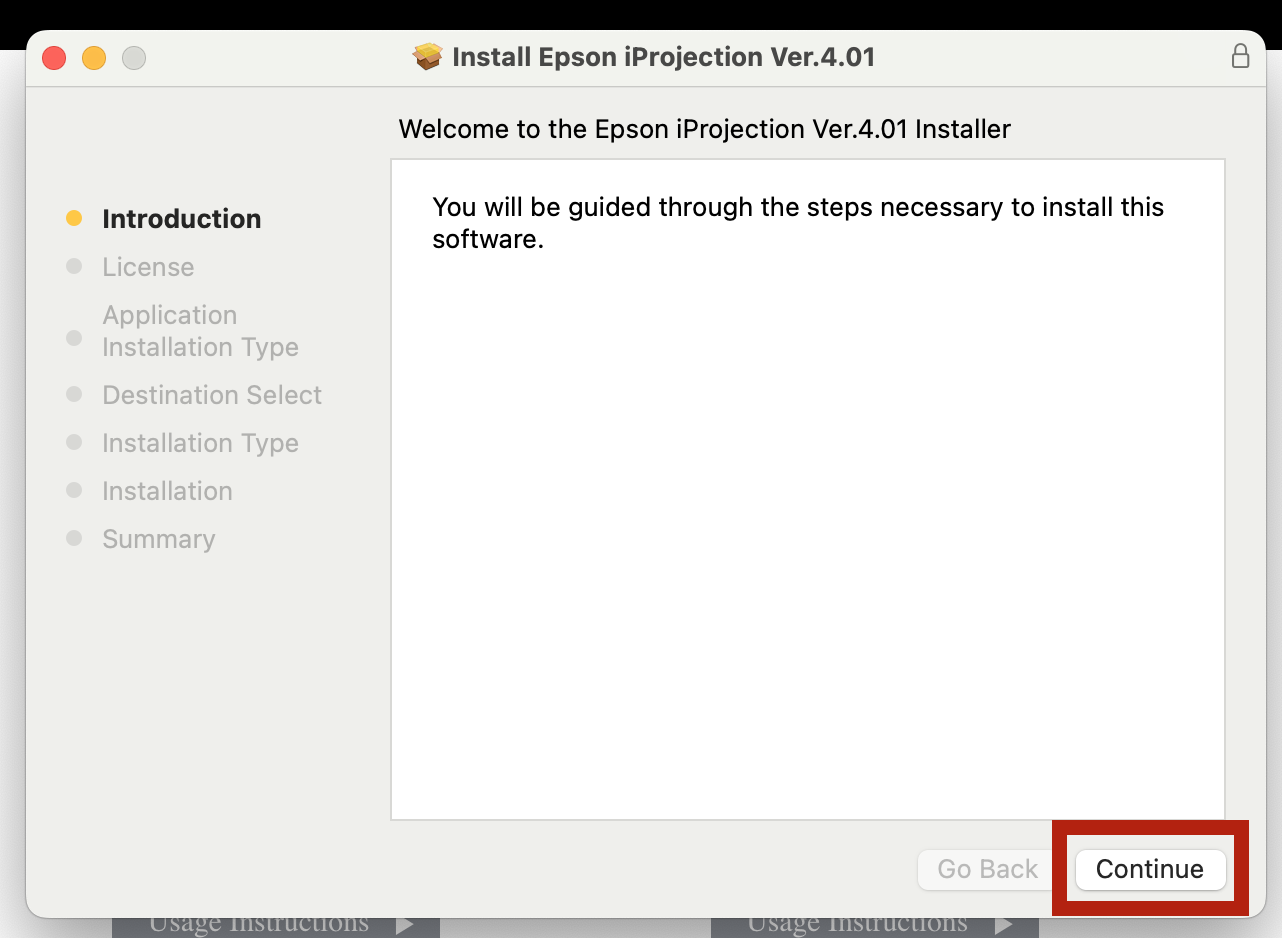 Install Epson iProjection Ver.4.01
Welcome to the Epson iProjection Ver.4.01 Installer
Introduction
License
Application
Installation Type
Destination Select
Installation Type
Installation
Summary
You will be guided through the steps necessary to install this
software.
Go Back
Continue
Usage Instructions
Usage Instructions